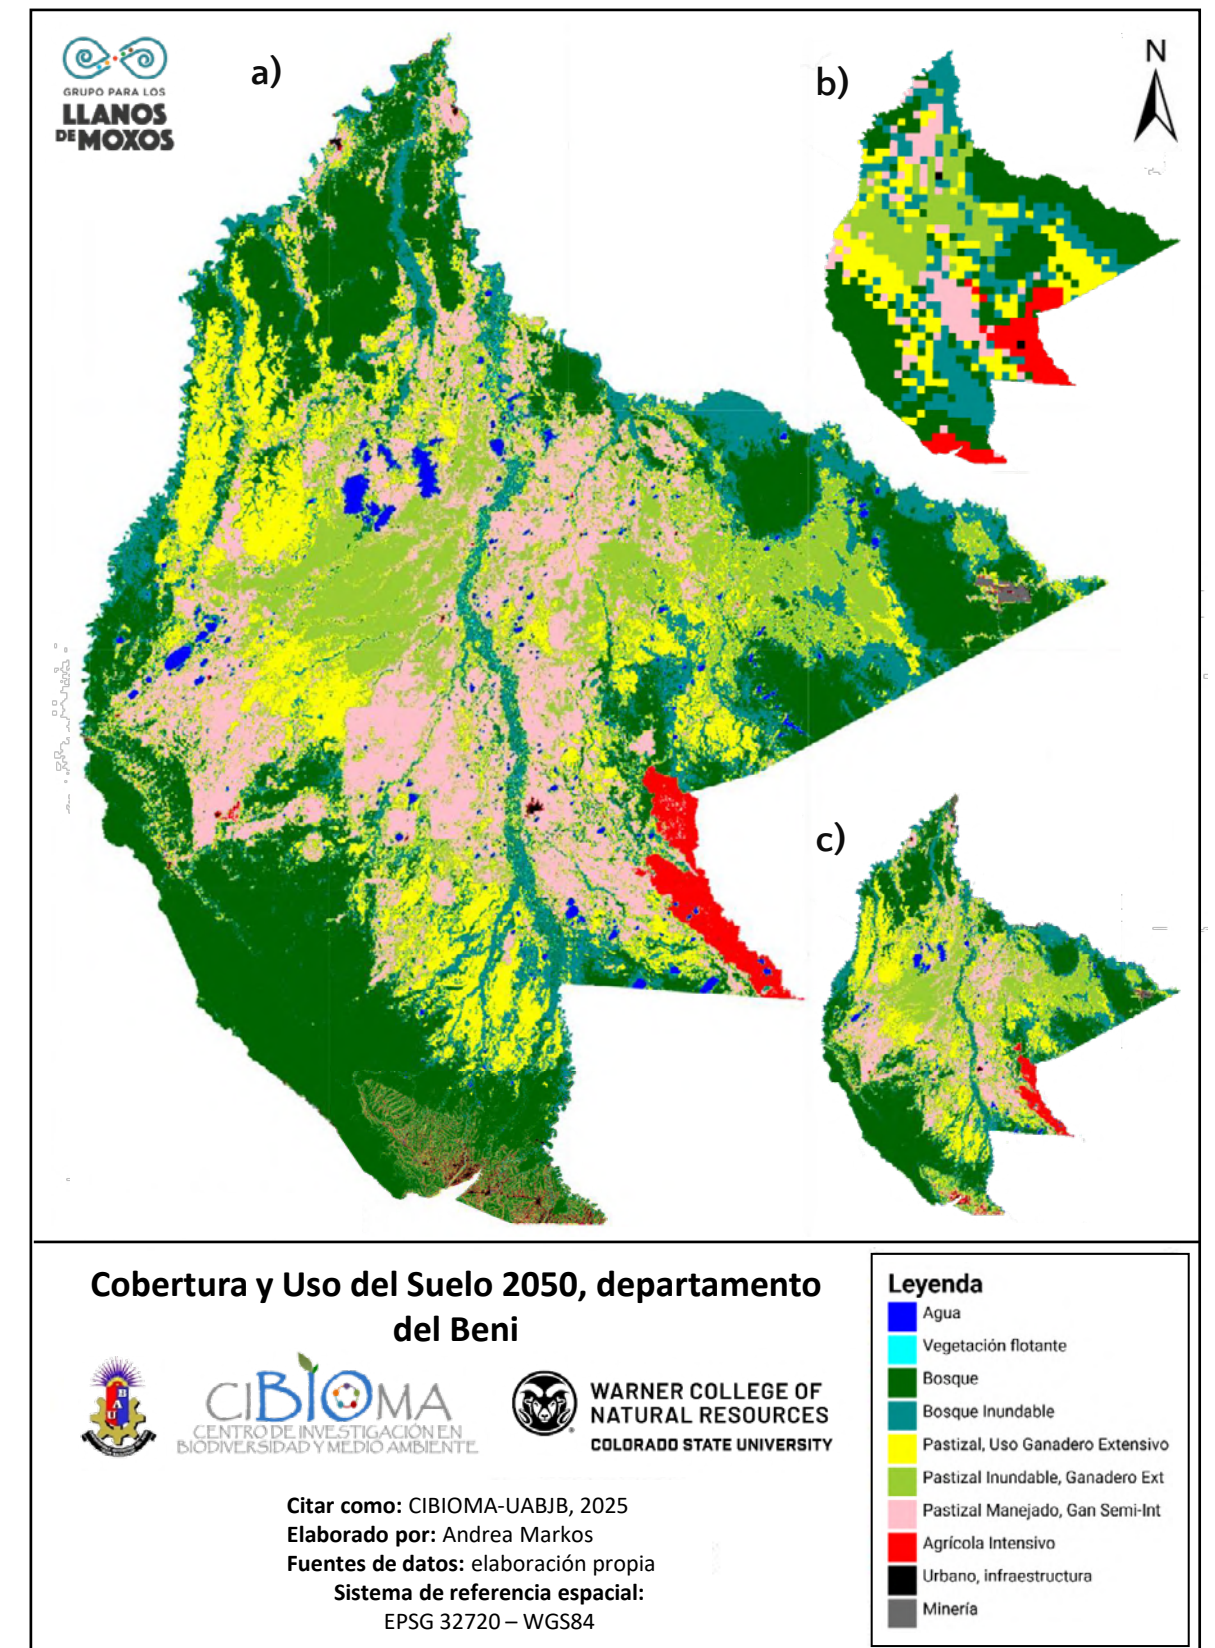 GRUPO PARA LOS
LLANOS
DE MOXOS
a)
b)
N
c)
Cobertura y Uso del Suelo 2050, departamento
del Beni
UABJB
CIBIOMA
CENTRO DE INVESTIGACIÓN EN
BIODIVERSIDAD Y MEDIO AMBIENTE
WARNER COLLEGE OF
NATURAL RESOURCES
COLORADO STATE UNIVERSITY
Citar como: CIBIOMA-UABJB, 2025
Elaborado por: Andrea Markos
Fuentes de datos: elaboración propia
Sistema de referencia espacial:
EPSG 32720 – WGS84
Leyenda
Agua
Vegetación flotante
Bosque
Bosque Inundable
Pastizal, Uso Ganadero Extensivo
Pastizal Inundable, Ganadero Ext
Pastizal Manejado, Gan Semi-Int
Agrícola Intensivo
Urbano, infraestructura
Minería